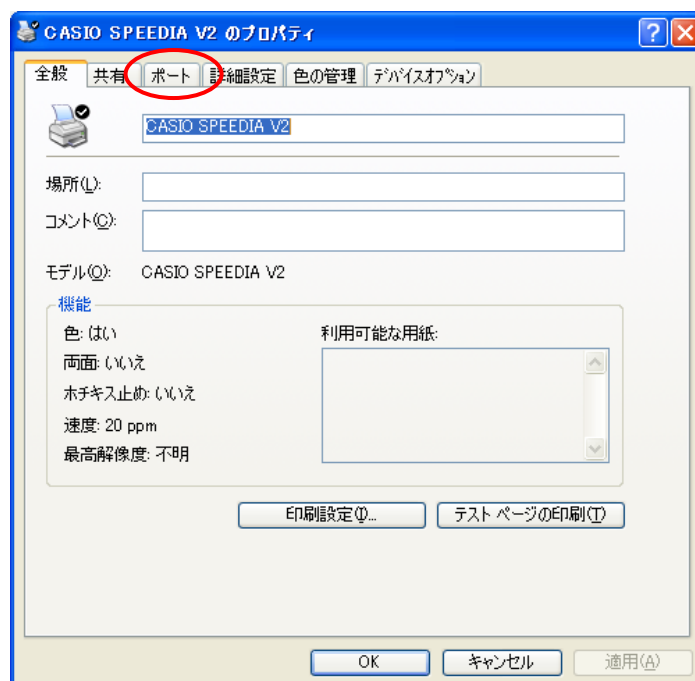 CASIO SPEEDIA V2 のプロパティ
全般 共有 ポート 詳細設定 色の管理 デバイスオプション
CASIO SPEEDIA V2
場所(L):
コメント(C):
モデル(O): CASIO SPEEDIA V2
機能
色: はい
利用可能な用紙:
両面: いいえ
ホチキス止め: いいえ
速度: 20 ppm
最高解像度: 不明
印刷設定(I)... テスト ページの印刷(T)
OK キャンセル 適用(A)